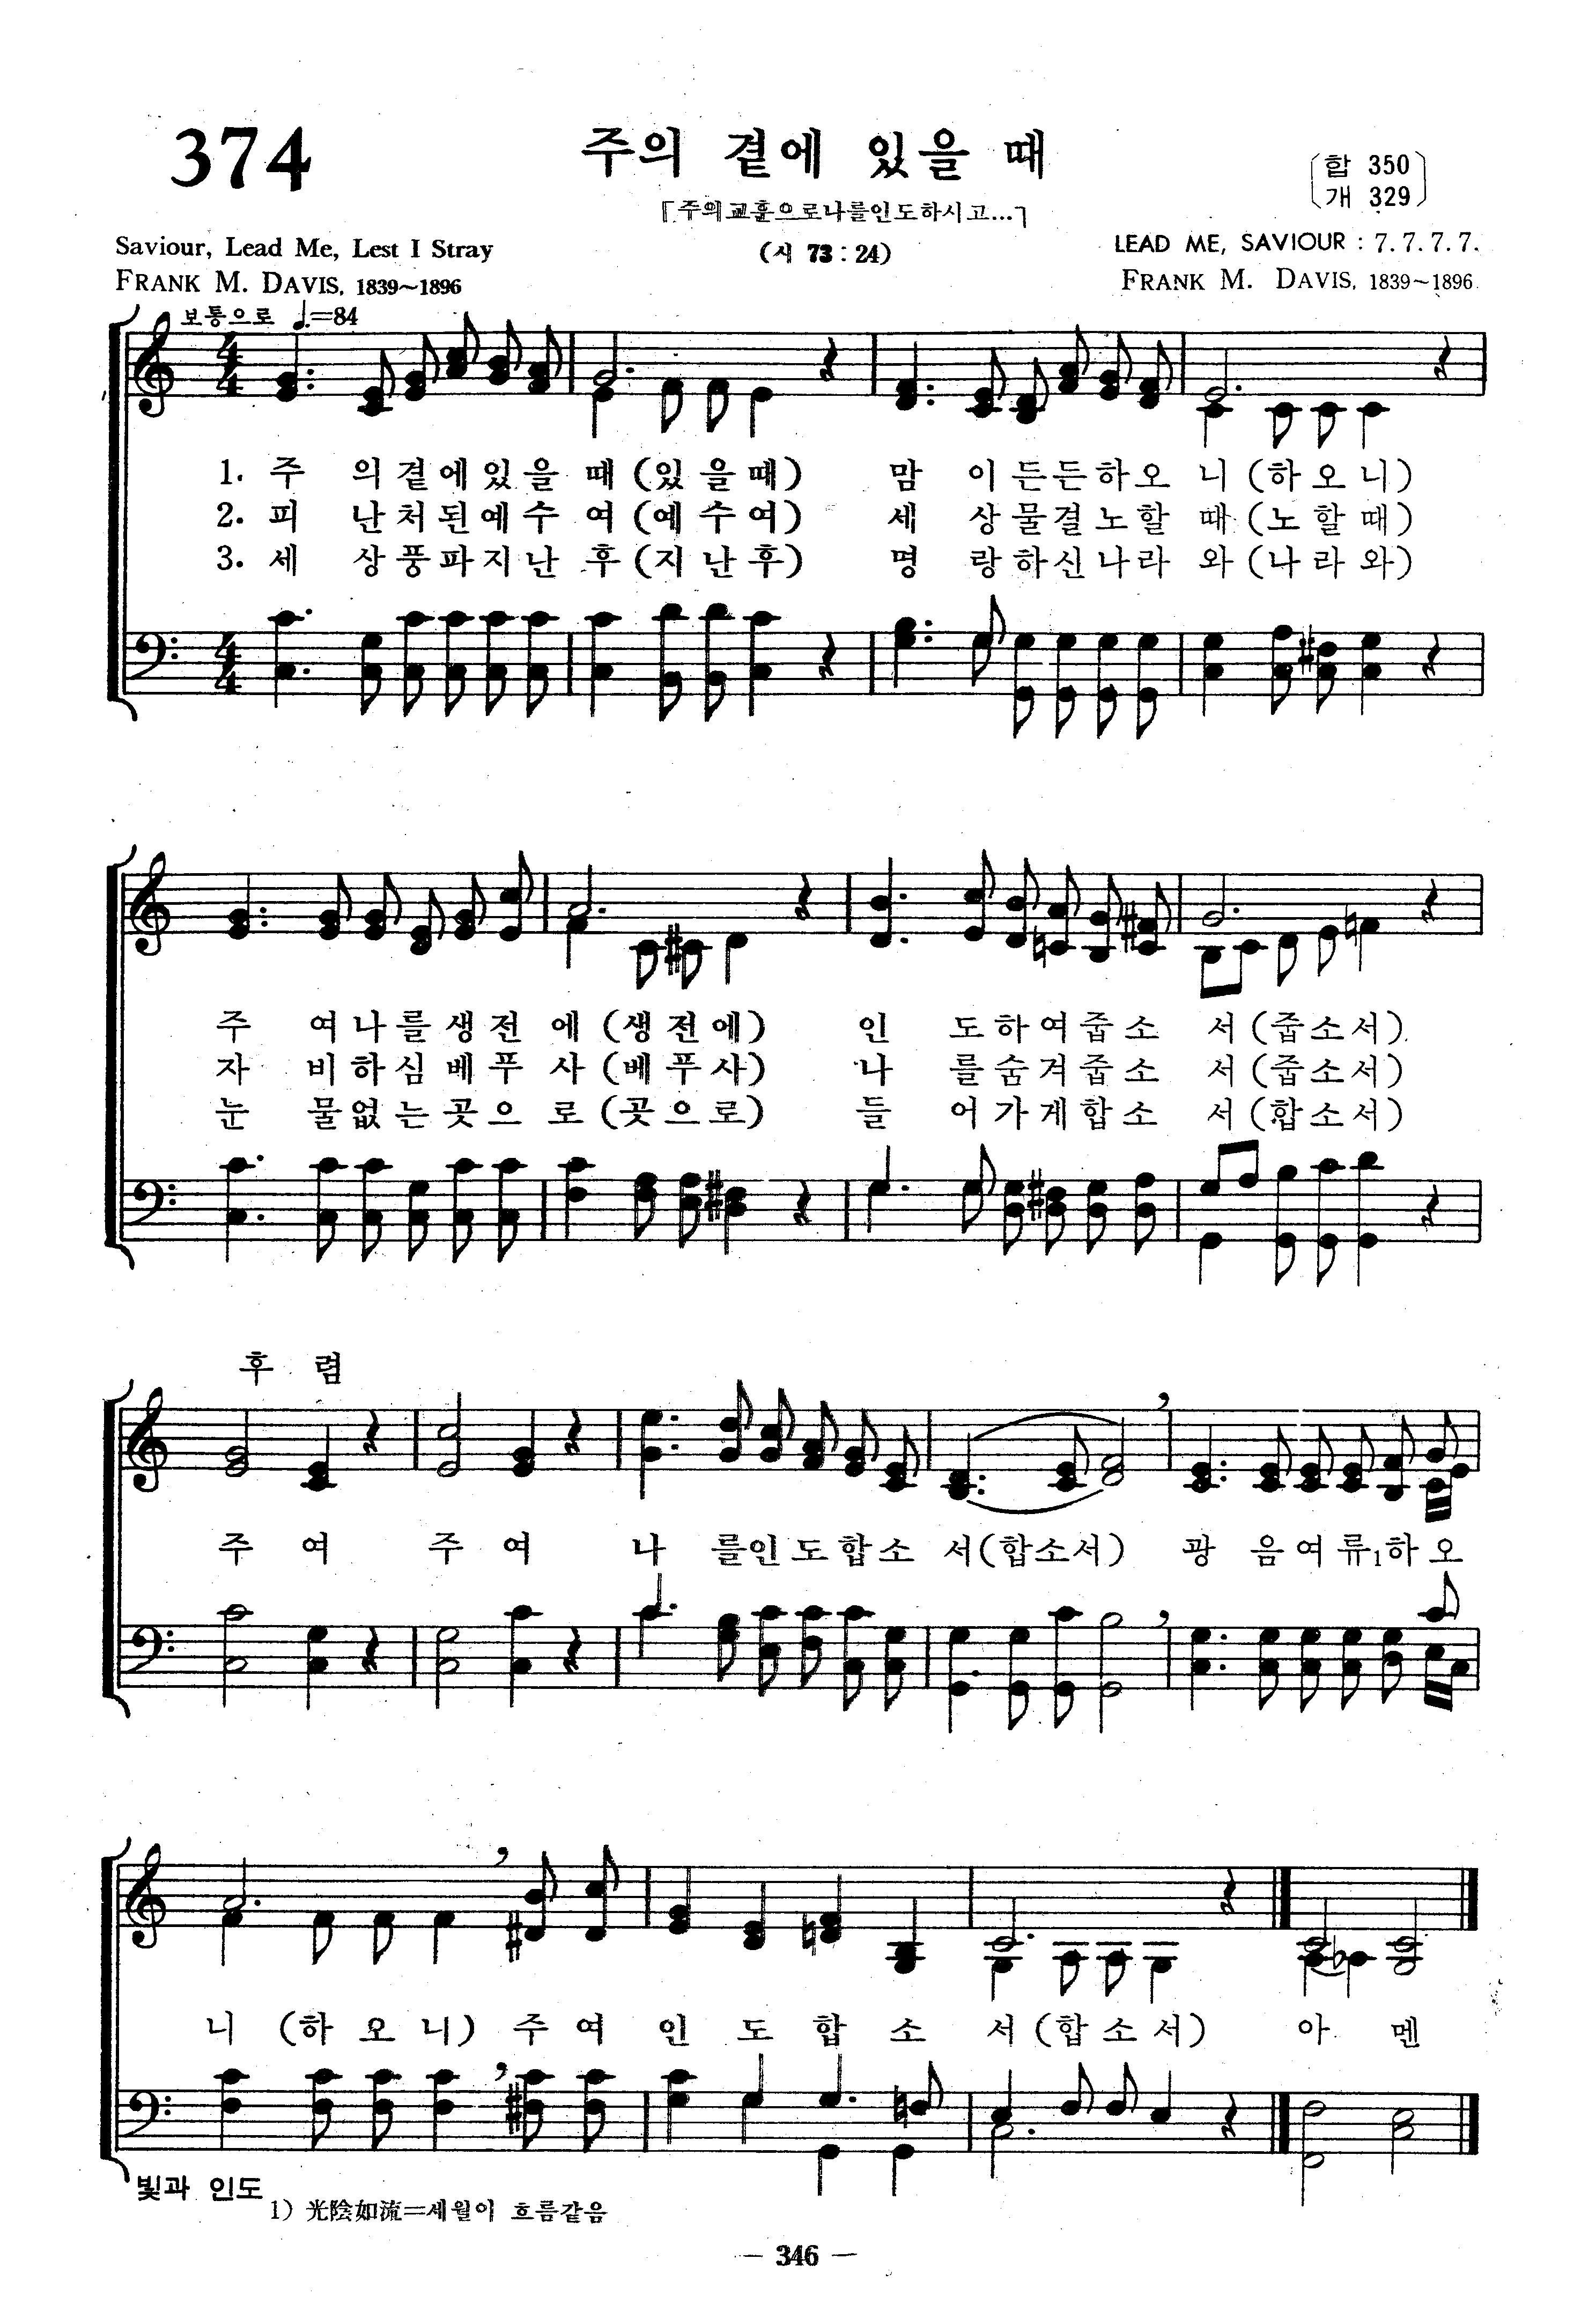 374
주의 곁에 있을 때
「주의교훈으로나를인도하시고…」
(시 73 : 24)
〔합 350〕
〔개 329〕
Saviour, Lead Me, Lest I Stray
FRANK M. DAVIS, 1839~1896
LEAD ME, SAVIOUR : 7. 7. 7. 7.
FRANK M. DAVIS, 1839~1896
보통으로 ♩.=84
1. 주 의곁에있을 때(있을때) 맘 이든든하오 니(하오니)
2. 피 난처된예수 여(예수여) 세 상물결노할 때(노할때)
3. 세 상풍파지난 후(지난후) 명 랑하신나라 와(나라와)
주 여나를생전 에(생전에) 인 도하여줍소 서(줍소서)
자 비하심베푸 사(베푸사) 나 를숨겨줍소 서(줍소서)
눈 물없는곳으 로(곳으로) 들 어가게합소 서(합소서)
후 렴
주 여 주 여 나 를인도합소 서(합소서) 광 음여류1하오
니 (하오니) 주여 인 도 합 소 서(합소서) 아 멘
빛과 인도
1) 光陰如流=세월이 흐름같음
— 346 —